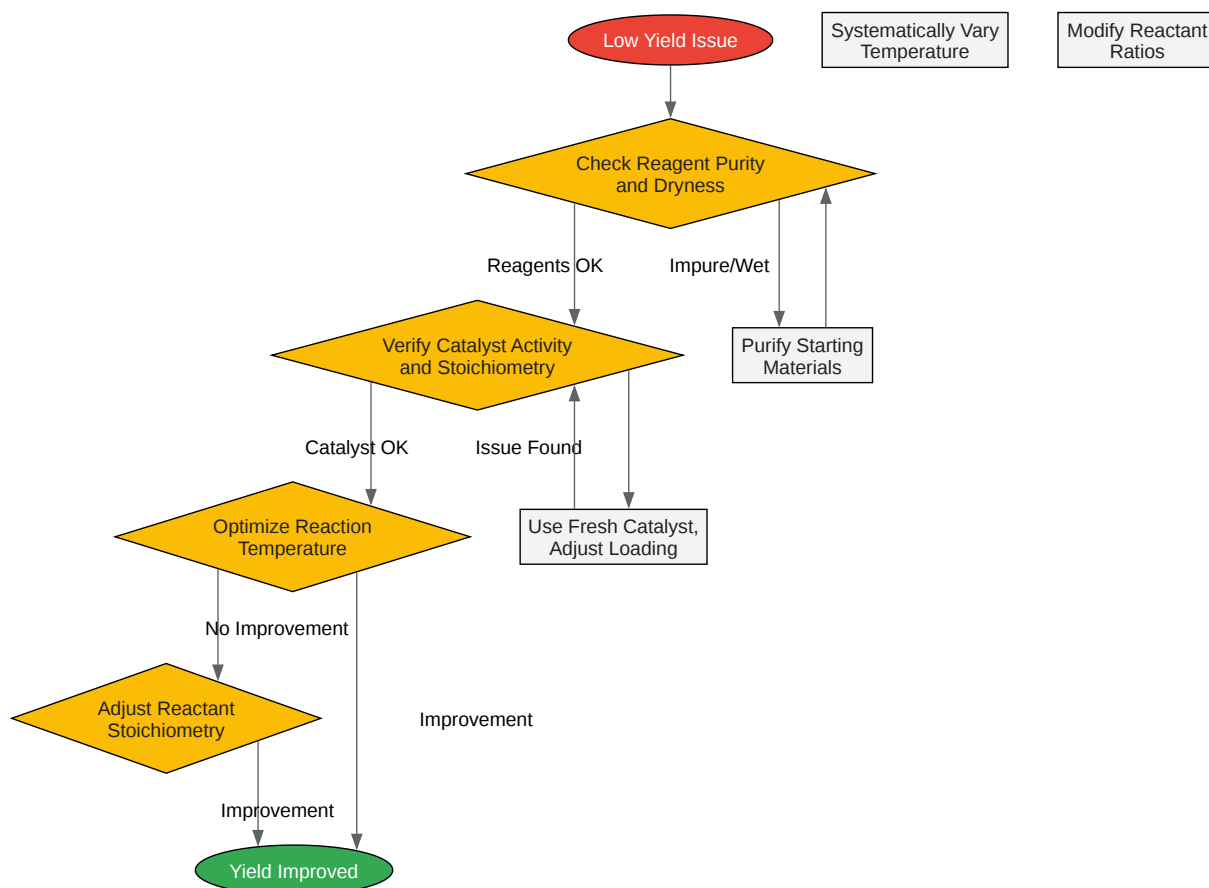 Low Yield Issue
Systematically Vary
Temperature
Modify Reactant
Ratios
Check Reagent Purity
and Dryness
Reagents OK
Impure/Wet
Verify Catalyst Activity
and Stoichiometry
Purify Starting
Materials
Catalyst OK
Issue Found
Optimize Reaction
Temperature
Use Fresh Catalyst,
Adjust Loading
No Improvement
Adjust Reactant
Stoichiometry
Improvement
Improvement
Yield Improved